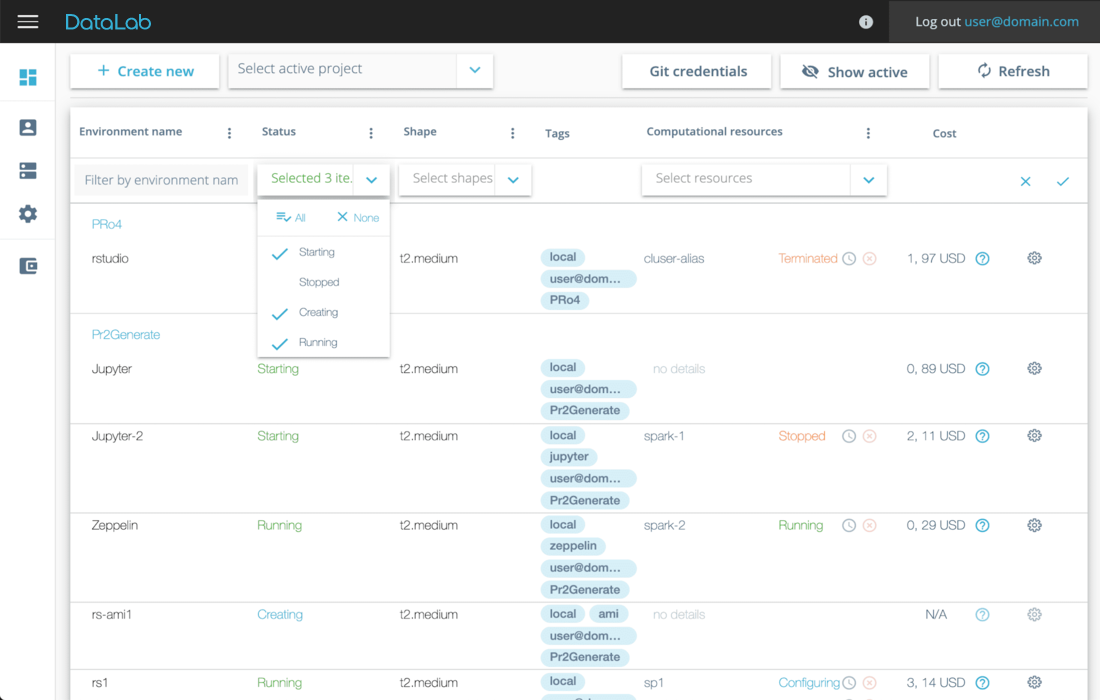 DataLab
Log out user@domain.com
Create new
Select active project
Git credentials
Show active
Refresh
Environment name
Status
Shape
Tags
Computational resources
Cost
Filter by environment nam
Selected 3 ite.
Select shapes
Select resources
All
None
Starting
Stopped
Creating
Running
PRo4
rstudio
t2.medium
local
user@dom...
PRo4
cluser-alias
Terminated
1, 97 USD
Pr2Generate
Jupyter
Starting
t2.medium
local
user@dom...
Pr2Generate
no details
0, 89 USD
Jupyter-2
Starting
t2.medium
local
jupyter
user@dom...
Pr2Generate
spark-1
Stopped
2, 11 USD
Zeppelin
Running
t2.medium
local
zeppelin
user@dom...
Pr2Generate
spark-2
Running
0, 29 USD
rs-ami1
Creating
t2.medium
local ami
user@dom...
Pr2Generate
no details
N/A
rs1
Running
t2.medium
local
sp1
Configuring
3, 14 USD